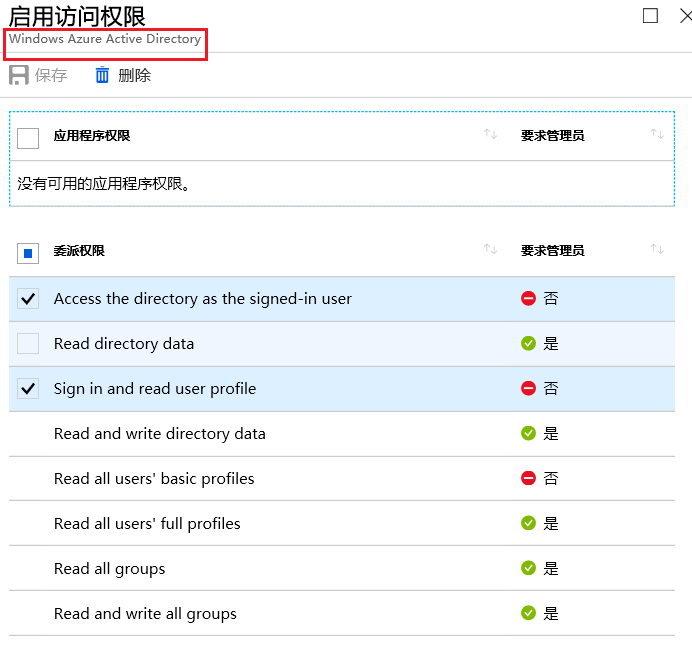 启用访问权限
Windows Azure Active Directory
保存 删除
应用程序权限 要求管理员
没有可用的应用程序权限。
委派权限 要求管理员
Access the directory as the signed-in user 否
Read directory data 是
Sign in and read user profile 否
Read and write directory data 是
Read all users' basic profiles 否
Read all users' full profiles 是
Read all groups 是
Read and write all groups 是